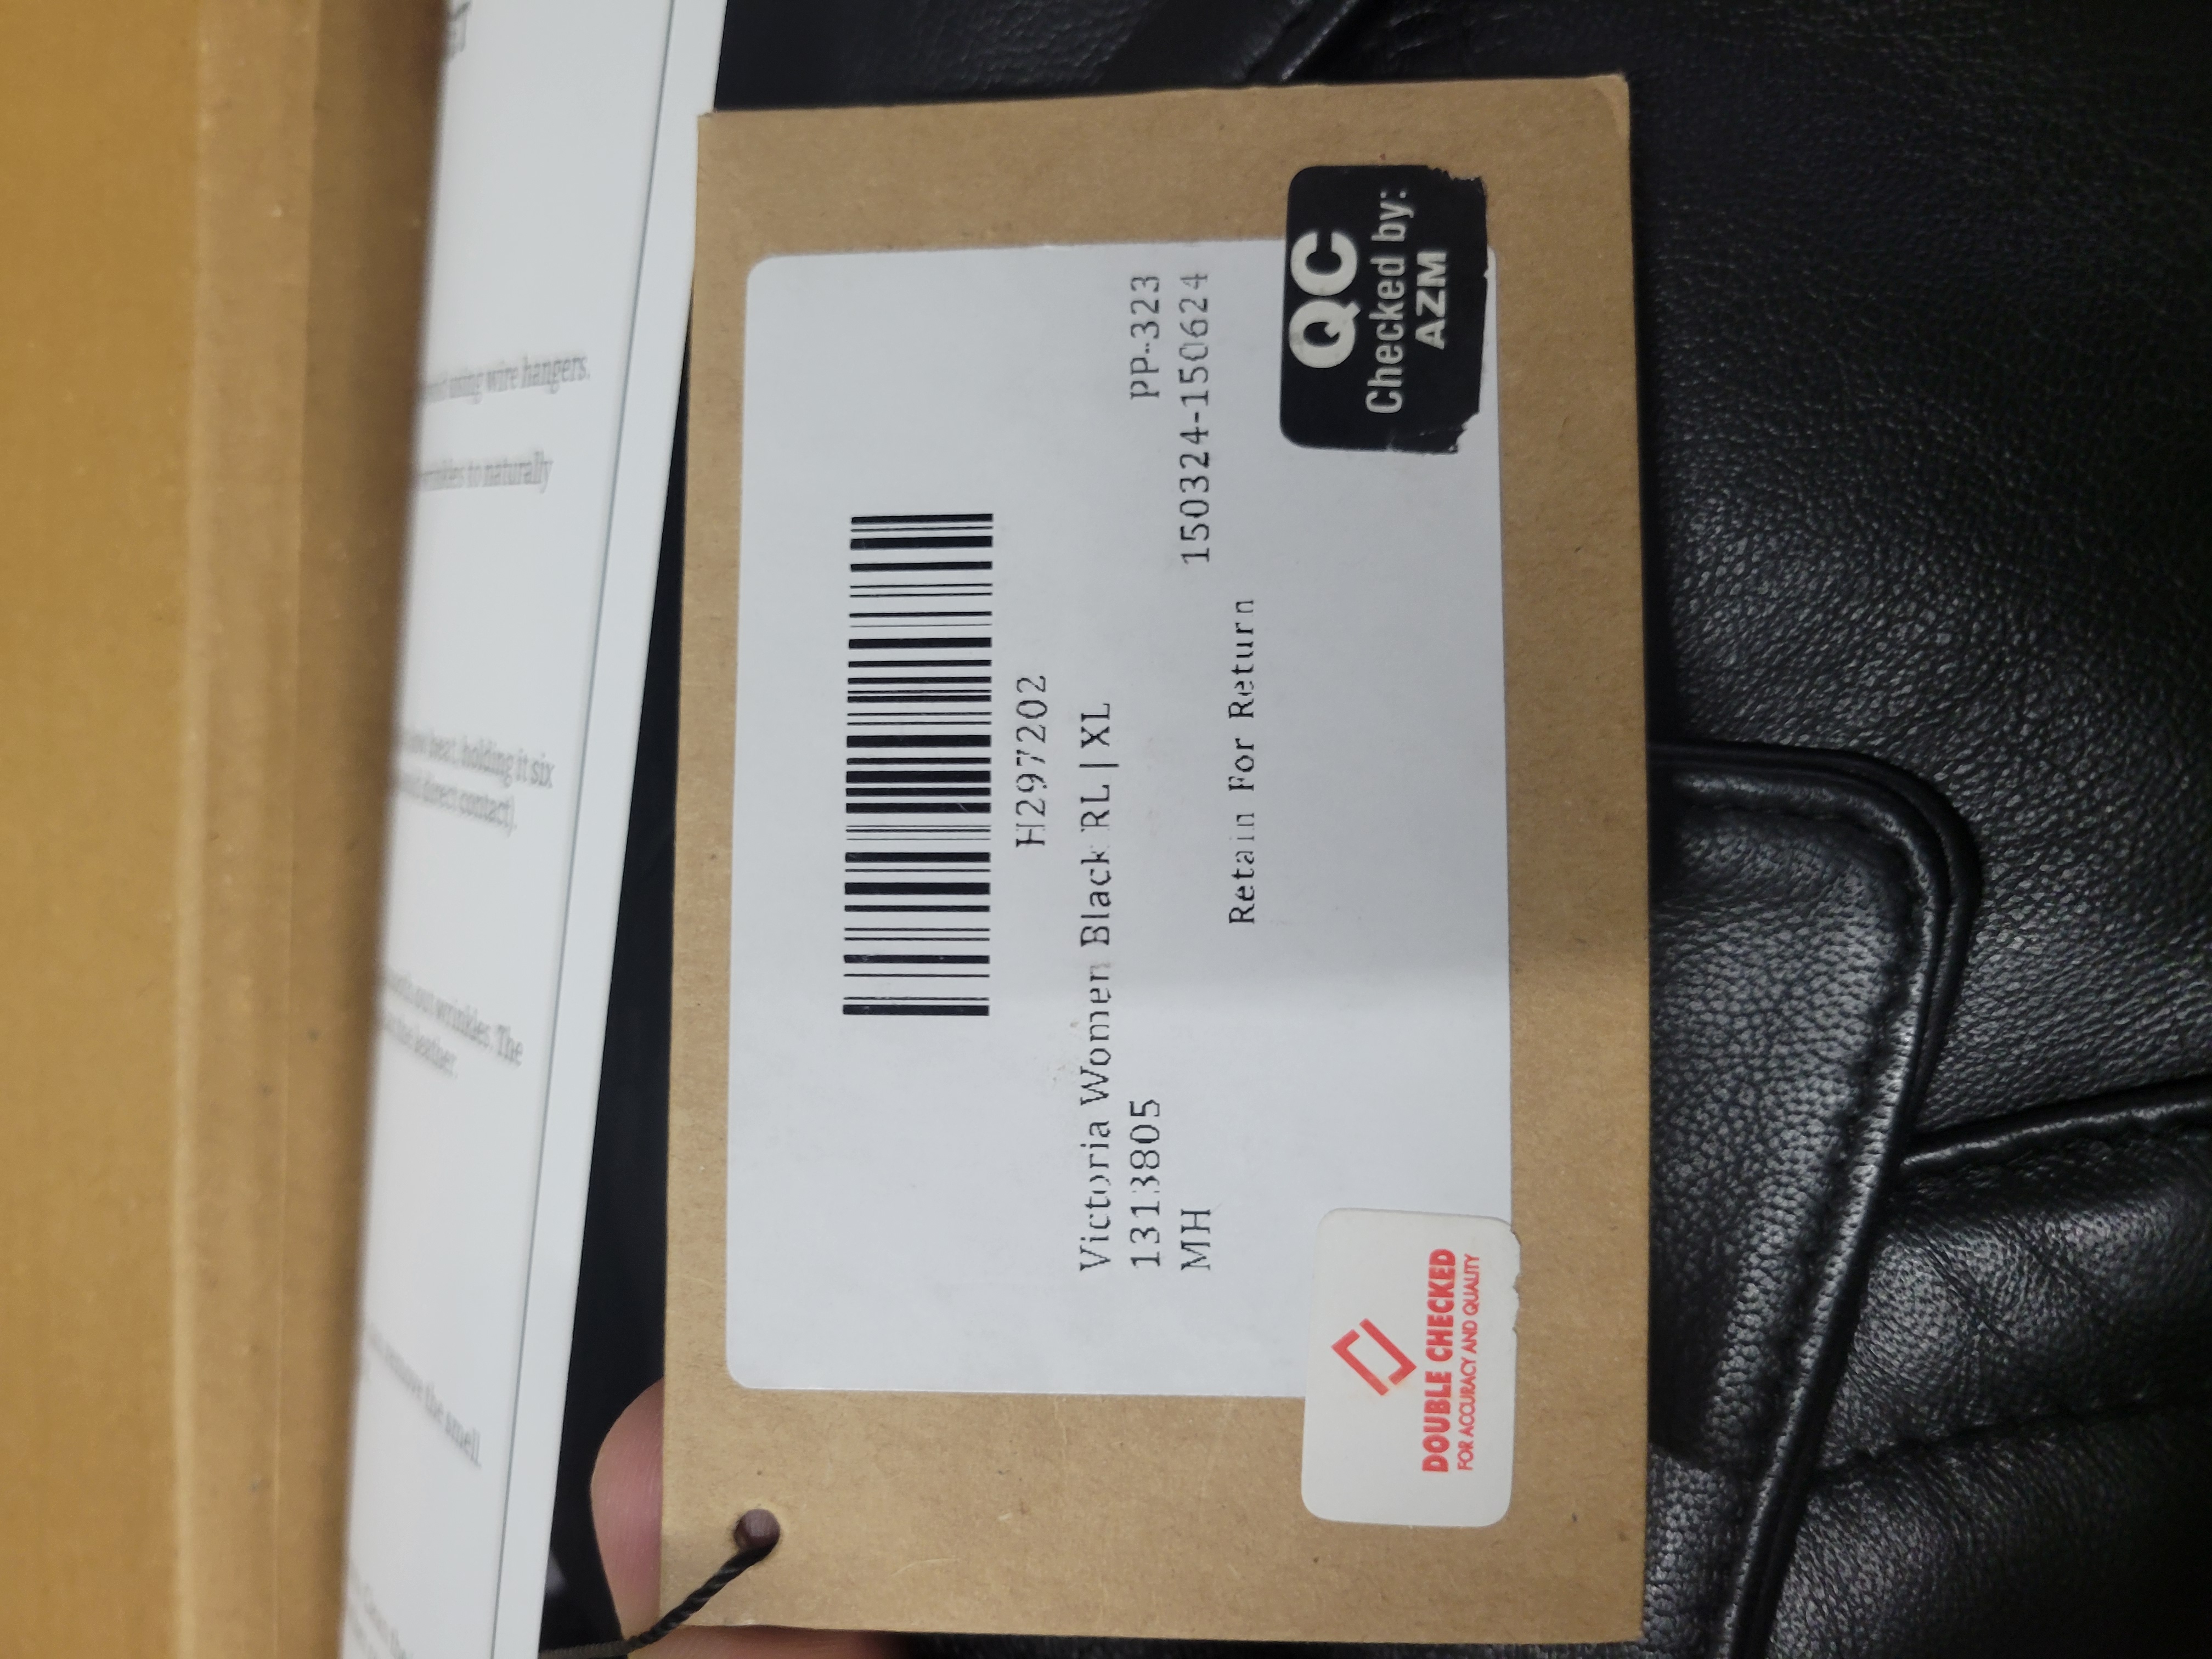 H297202
Victoria Women Black RL | XL
1313805 PP-323
MH 150324-150624
Retain For Return
DOUBLE CHECKED
FOR ACCURACY AND QUALITY
QC
Checked by:
AZM
using wire hangers.
wrinkles to naturally
heat, holding it six
direct contact).
out wrinkles. The
the leather.
remove the smell.